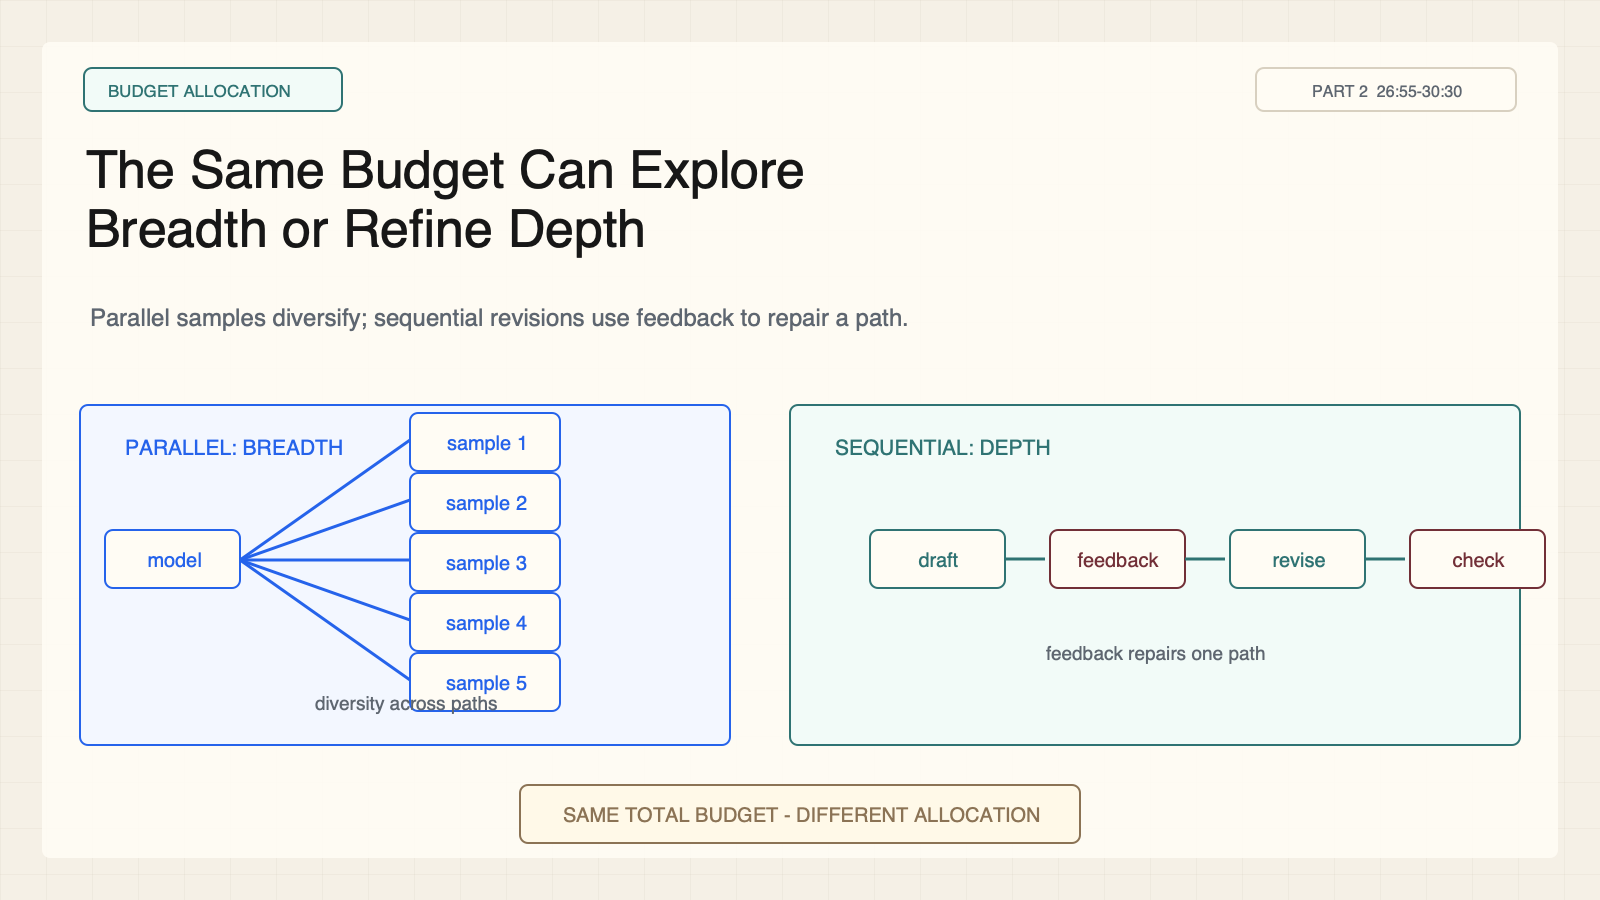 BUDGET ALLOCATION
PART 2 26:55-30:30
The Same Budget Can Explore
Breadth or Refine Depth
Parallel samples diversify; sequential revisions use feedback to repair a path.
PARALLEL: BREADTH
model
sample 1
sample 2
sample 3
sample 4
sample 5
diversity across paths
SEQUENTIAL: DEPTH
draft
feedback
revise
check
feedback repairs one path
SAME TOTAL BUDGET - DIFFERENT ALLOCATION